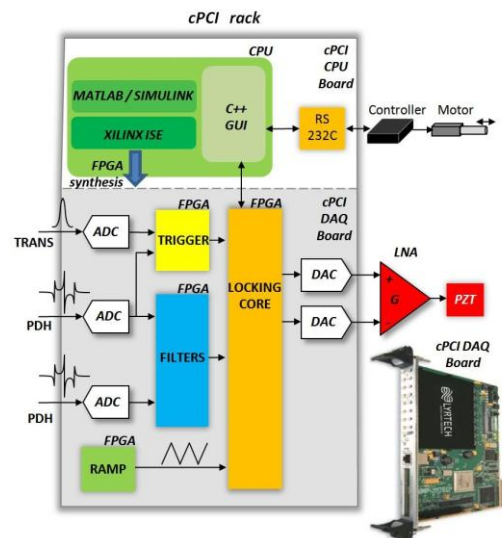 cPCI rack
CPU
cPCI
CPU
Board
MATLAB / SIMULINK
XILINX ISE
C++
GUI
RS
232C
Controller
Motor
FPGA
synthesis
cPCI
DAQ
Board
TRANS
ADC
FPGA
TRIGGER
FPGA
LOCKING
CORE
PDH
ADC
FPGA
FILTERS
DAC
DAC
LNA
+
G
PZT
PDH
ADC
FPGA
RAMP
cPCI DAQ
Board
LYRTECH